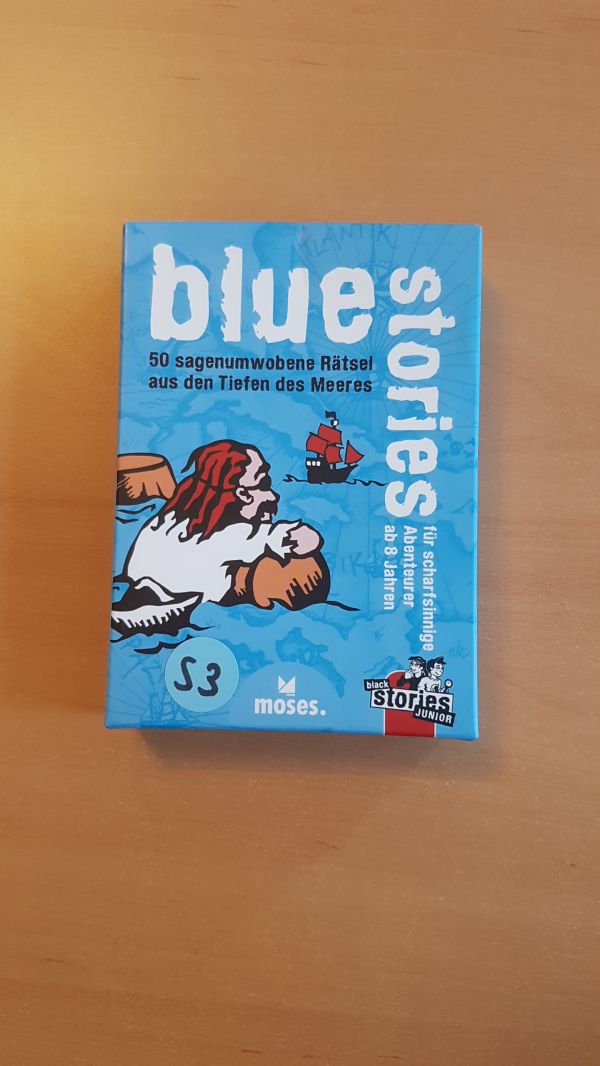 blue
stories
50 sagenumwobene Rätsel
aus den Tiefen des Meeres
für scharfsinnige
Abenteurer
ab 8 Jahren
S3
moses.
black
stories
JUNIOR